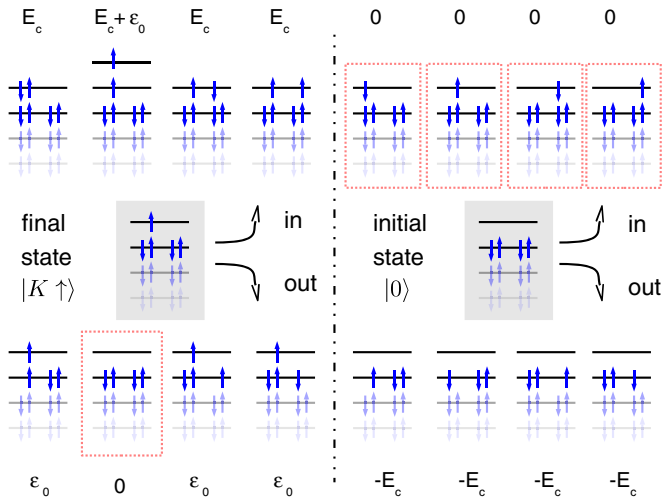 E_c E_c + ε_0 E_c E_c 0 0 0 0
final in initial in
state state
|K ↑⟩ out |0⟩ out
ε_0 0 ε_0 ε_0 -E_c -E_c -E_c -E_c